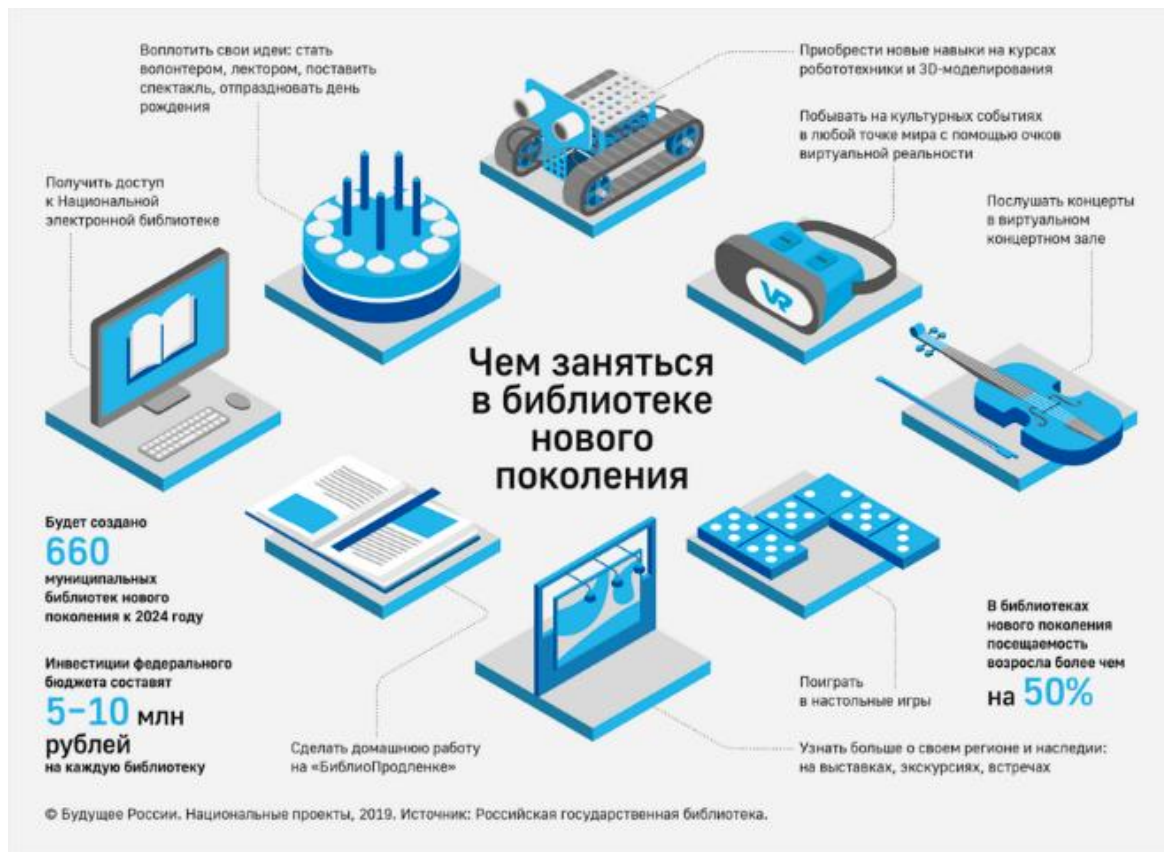 Воплотить свои идеи: стать
волонтером, лектором, поставить
спектакль, отпраздновать день
рождения
Приобрести новые навыки на курсах
робототехники и 3D-моделирования
Побывать на культурных событиях
в любой точке мира с помощью очков
виртуальной реальности
Получить доступ
к Национальной
электронной библиотеке
Послушать концерты
в виртуальном
концертном зале
VR
Чем заняться
в библиотеке
нового
поколения
Будет создано
660
муниципальных
библиотек нового
поколения к 2024 году
Инвестиции федерального
бюджета составят
5–10 млн
рублей
на каждую библиотеку
Сделать домашнюю работу
на «БиблиоПродленке»
Поиграть
в настольные игры
Узнать больше о своем регионе и наследии:
на выставках, экскурсиях, встречах
В библиотеках
нового поколения
посещаемость
возросла более чем
на 50%
© Будущее России. Национальные проекты, 2019. Источник: Российская государственная библиотека.